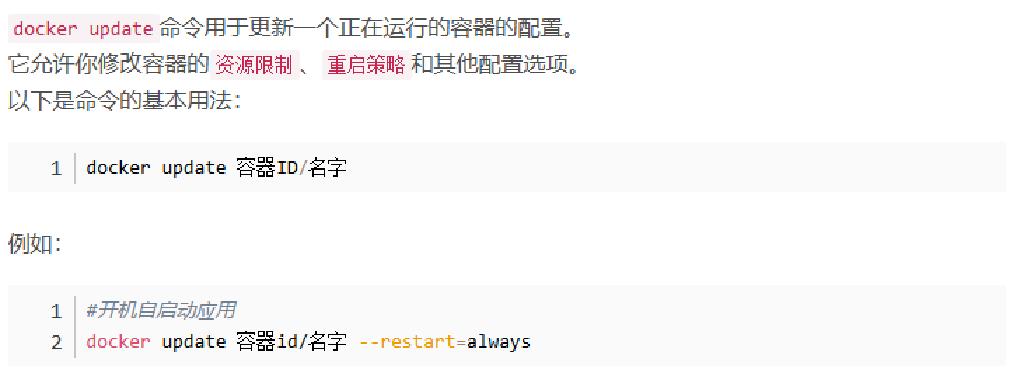 docker update命令用于更新一个正在运行的容器的配置。
它允许你修改容器的资源限制、重启策略和其他配置选项。
以下是命令的基本用法：
1 docker update 容器ID/名字
例如：
1 #开机自启动应用
2 docker update 容器id/名字 --restart=always